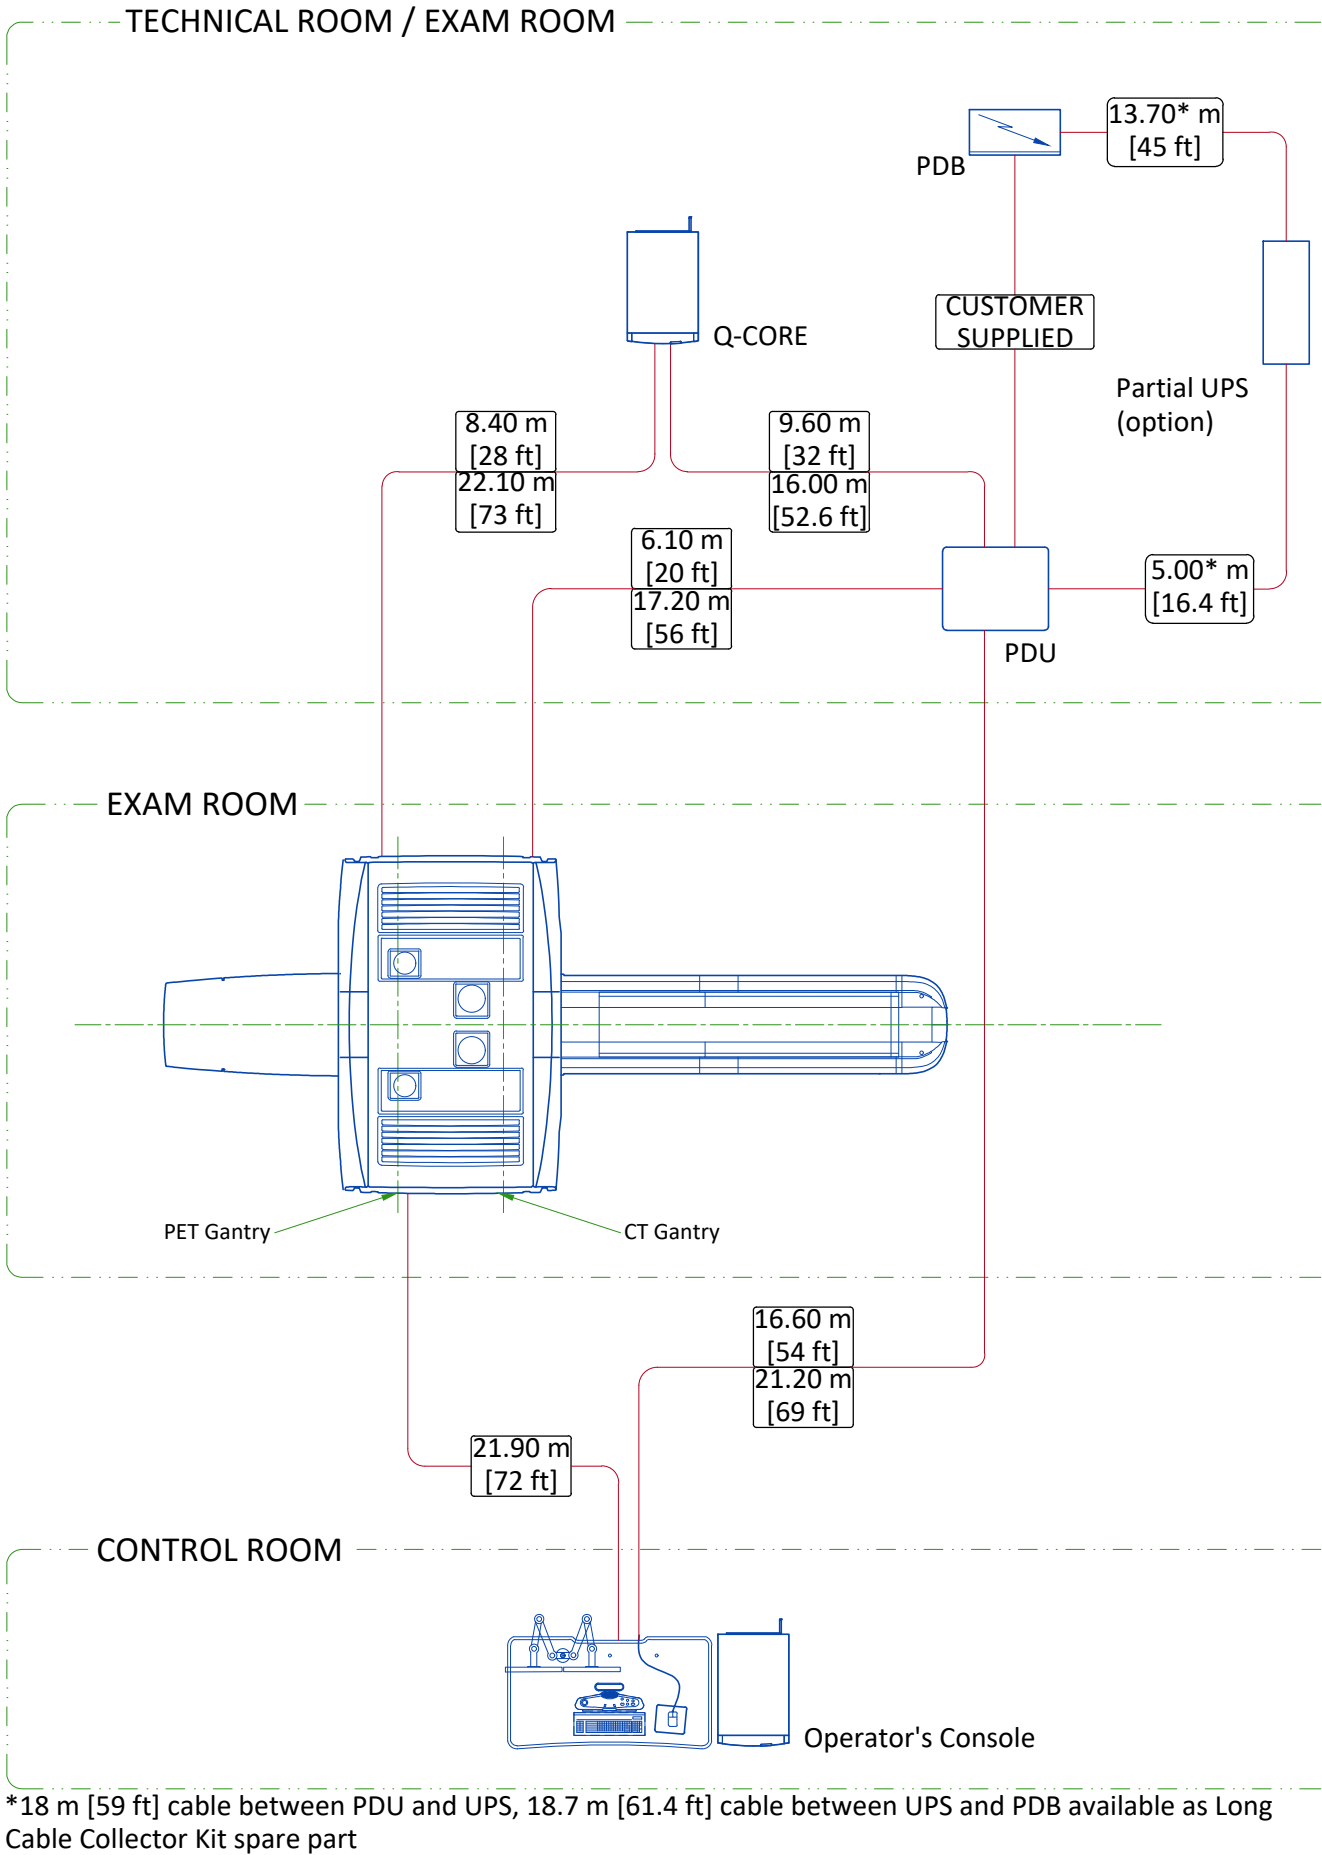 TECHNICAL ROOM / EXAM ROOM
13.70* m
[45 ft]
PDB
Q-CORE
CUSTOMER
SUPPLIED
Partial UPS
(option)
8.40 m
[28 ft]
22.10 m
[73 ft]
9.60 m
[32 ft]
16.00 m
[52.6 ft]
6.10 m
[20 ft]
17.20 m
[56 ft]
5.00* m
[16.4 ft]
PDU
EXAM ROOM
PET Gantry
CT Gantry
16.60 m
[54 ft]
21.20 m
[69 ft]
21.90 m
[72 ft]
CONTROL ROOM
Operator's Console
*18 m [59 ft] cable between PDU and UPS, 18.7 m [61.4 ft] cable between UPS and PDB available as Long
Cable Collector Kit spare part